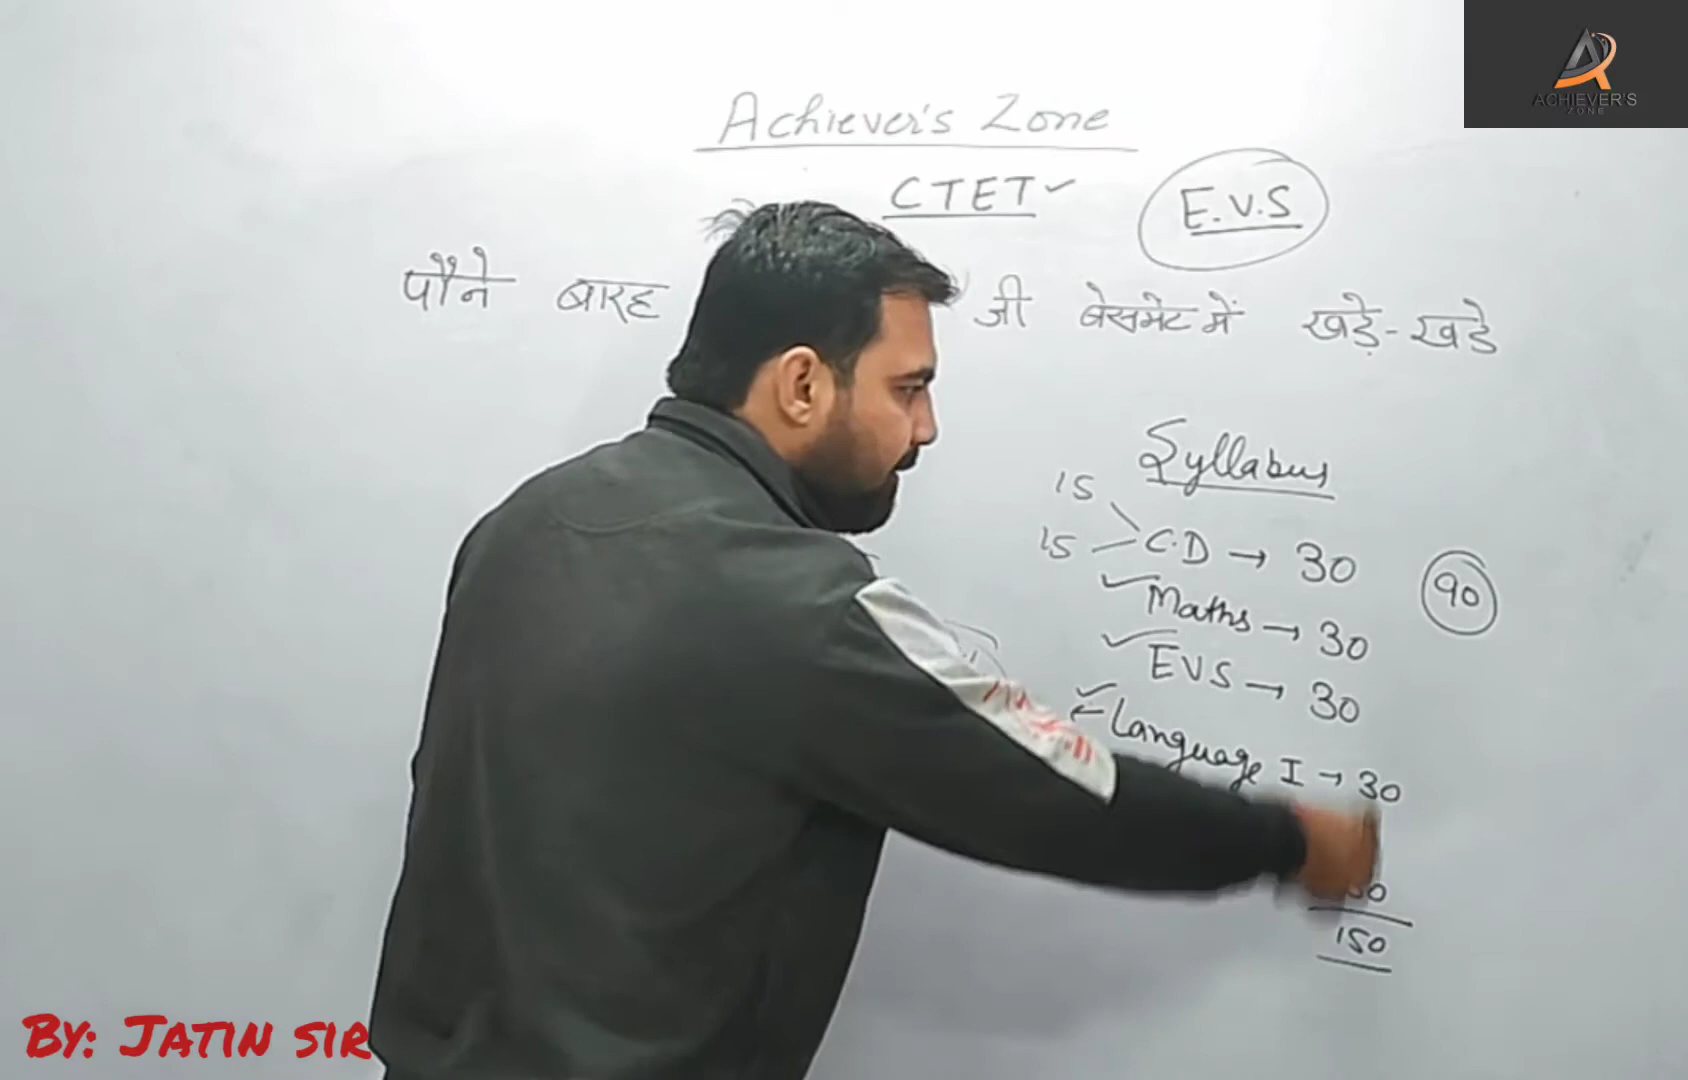 ACHIEVER'S
ZONE
Achiever's Zone
CTET
E.V.S
पौने बारह जी बेसमेंट में खड़े-खड़े
Syllabus
15
15 C.D → 30
Maths → 30
90
EVS → 30
Language I → 30
150
By: Jatin sir